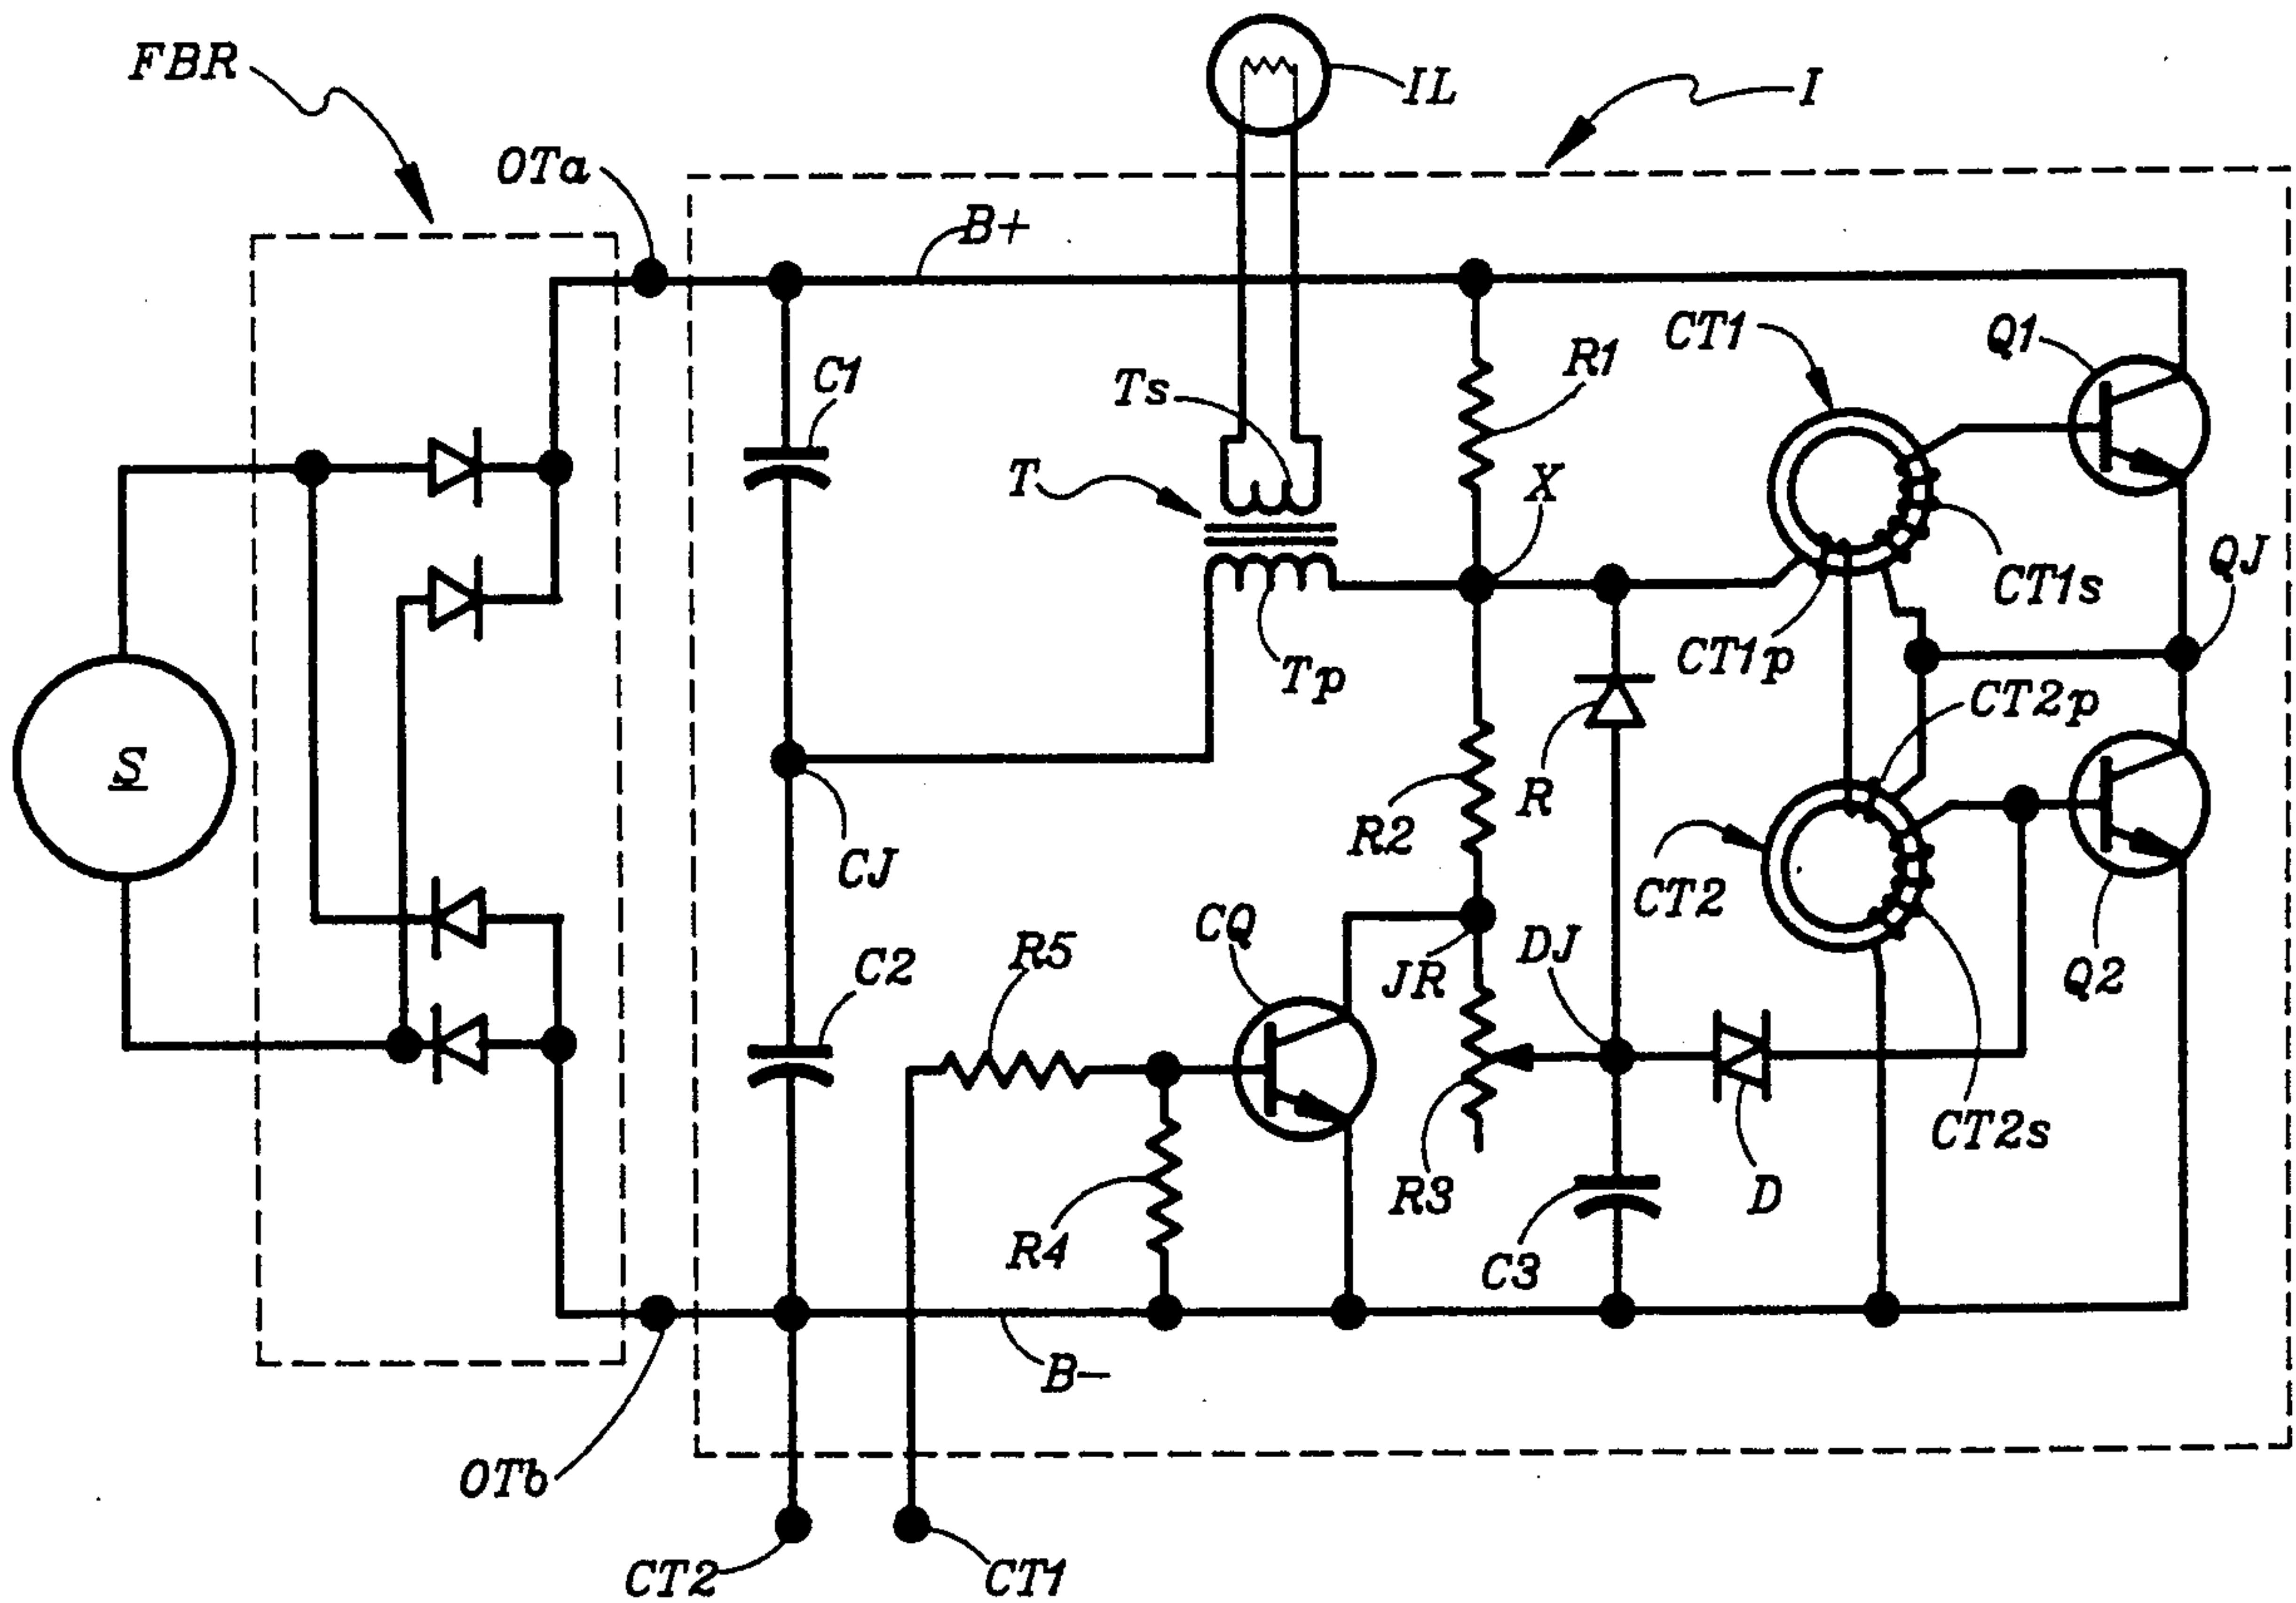 FBR
IL
I
OTa
B+
CT1
Q1
R1
C1
Ts
T
X
QJ
CT1s
CT1p
Tp
CT2p
S
R
R2
CJ
CT2
CQ
DJ
R5
C2
JR
Q2
CT2s
R3
D
R4
C3
B-
OTb
CT2
CT1